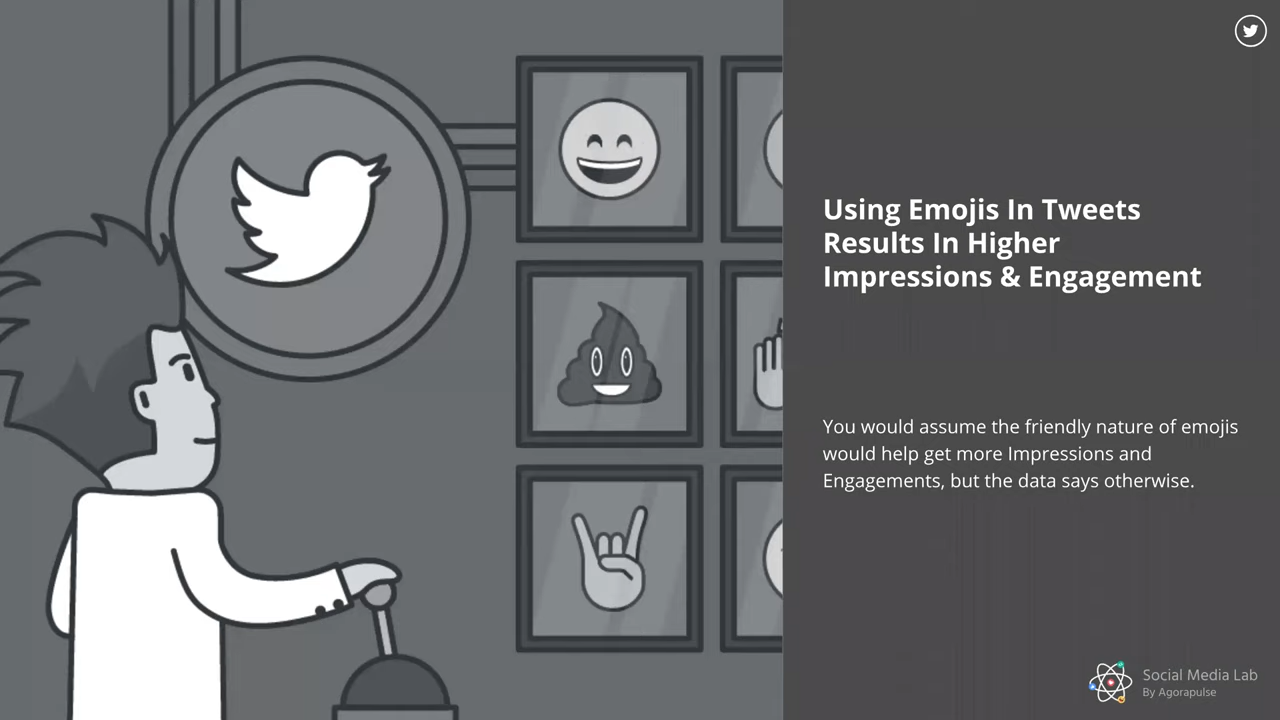 Using Emojis In Tweets
Results In Higher
Impressions & Engagement
You would assume the friendly nature of emojis
would help get more Impressions and
Engagements, but the data says otherwise.
Social Media Lab
By Agorapulse